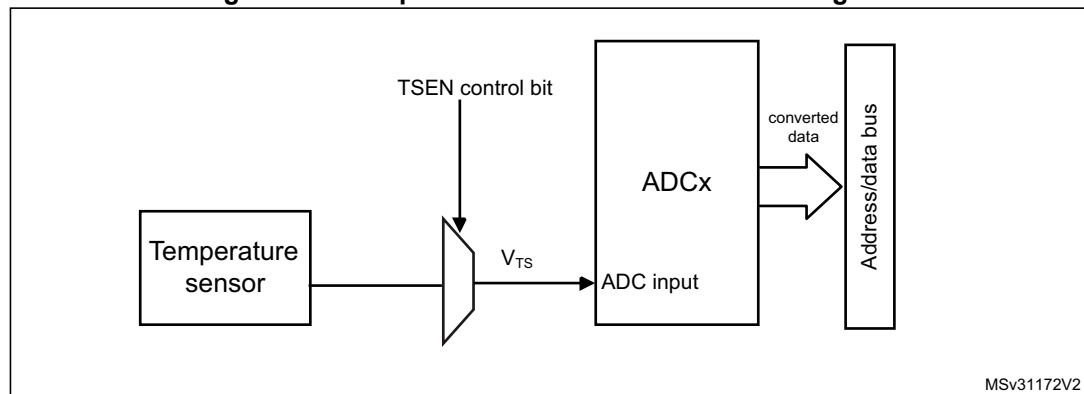 TSEN control bit
converted
data
ADCx
Address/data bus
Temperature
sensor
VTS
ADC input
MSv31172V2